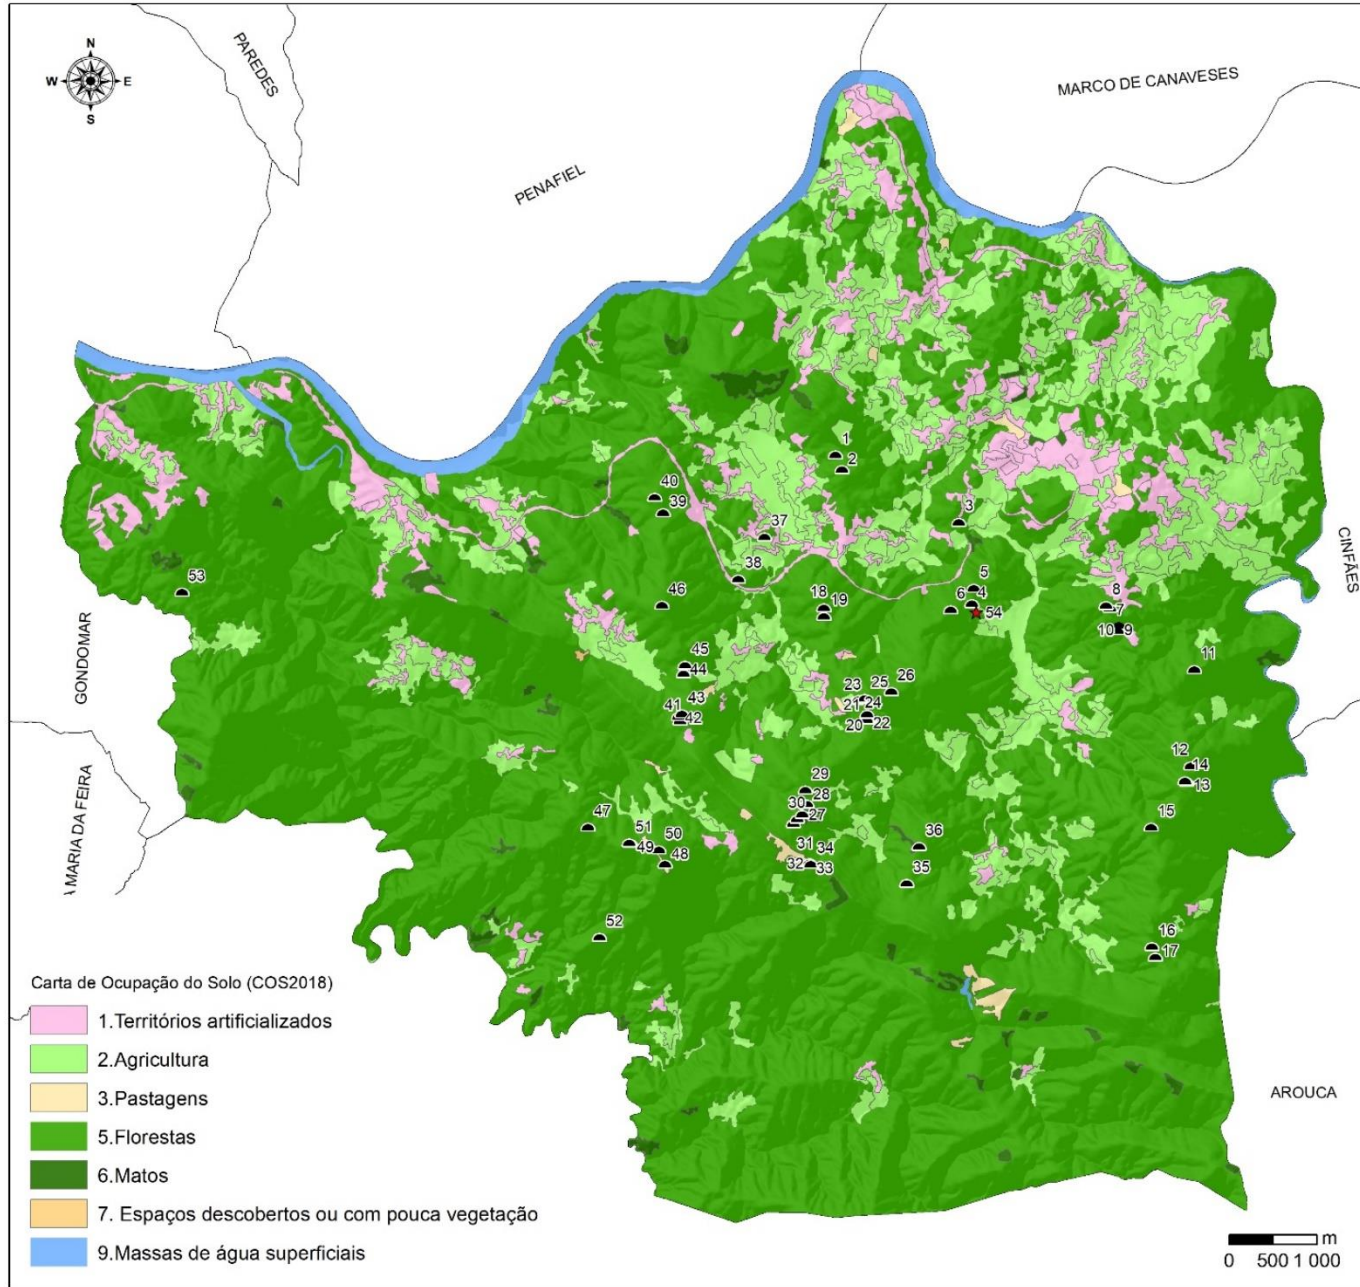 N
W E
S
PAREDES
MARCO DE CANAVESES
PENAFIEL
1
2
40
39
3
37
38
5
6 4
54
53
46
18 19
8
7
10 9
CINFÃES
GONDOMAR
45
44
11
26
23 25
21 24
20 22
43
41
42
12
14
13
29
28
30
27
15
47
51
50
49
48
36
31 34
32 33
35
MARIA DA FEIRA
52
16
17
Carta de Ocupação do Solo (COS2018)
1.Territórios artificializados
2.Agricultura
3.Pastagens
5.Florestas
6.Matos
7. Espaços descobertos ou com pouca vegetação
9.Massas de água superficiais
AROUCA
m
0 500 1 000